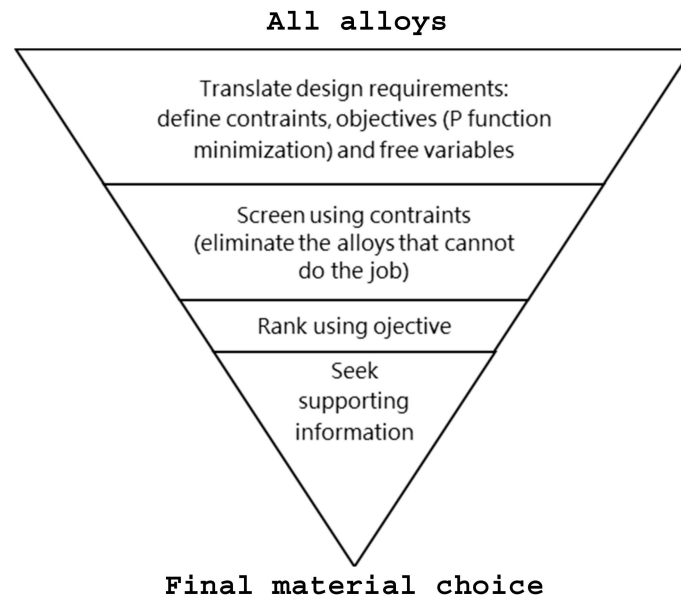 All alloys
Translate design requirements:
define contraints, objectives (P function
minimization) and free variables
Screen using contraints
(eliminate the alloys that cannot
do the job)
Rank using ojective
Seek
supporting
information
Final material choice